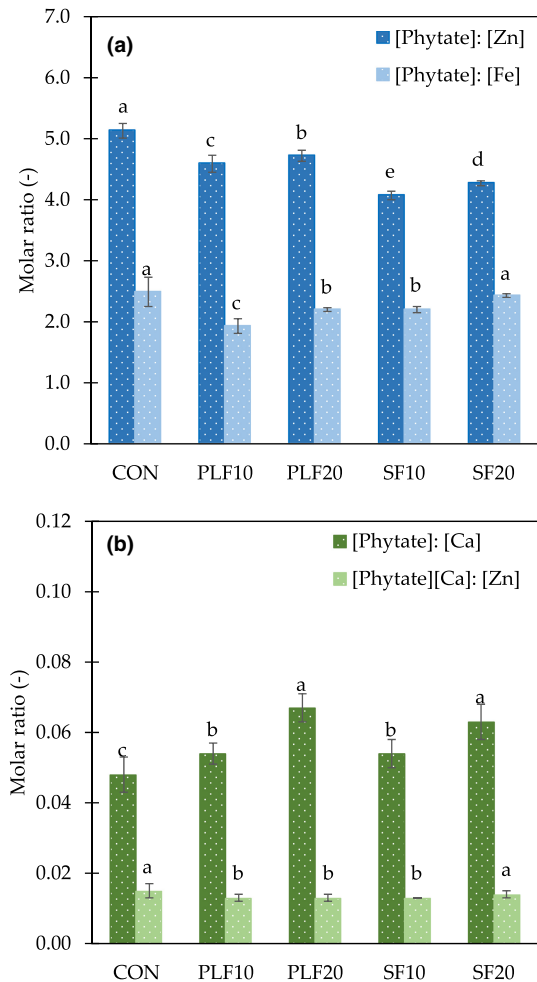 (a)
[Phytate]: [Zn]
[Phytate]: [Fe]
Molar ratio (-)
7.0
6.0
5.0
4.0
3.0
2.0
1.0
0.0
a
a
c
c
b
b
e
b
d
a
CON PLF10 PLF20 SF10 SF20
(b)
[Phytate]: [Ca]
[Phytate][Ca]: [Zn]
Molar ratio (-)
0.12
0.10
0.08
0.06
0.04
0.02
0.00
c
a
b
b
a
b
b
b
a
a
CON PLF10 PLF20 SF10 SF20